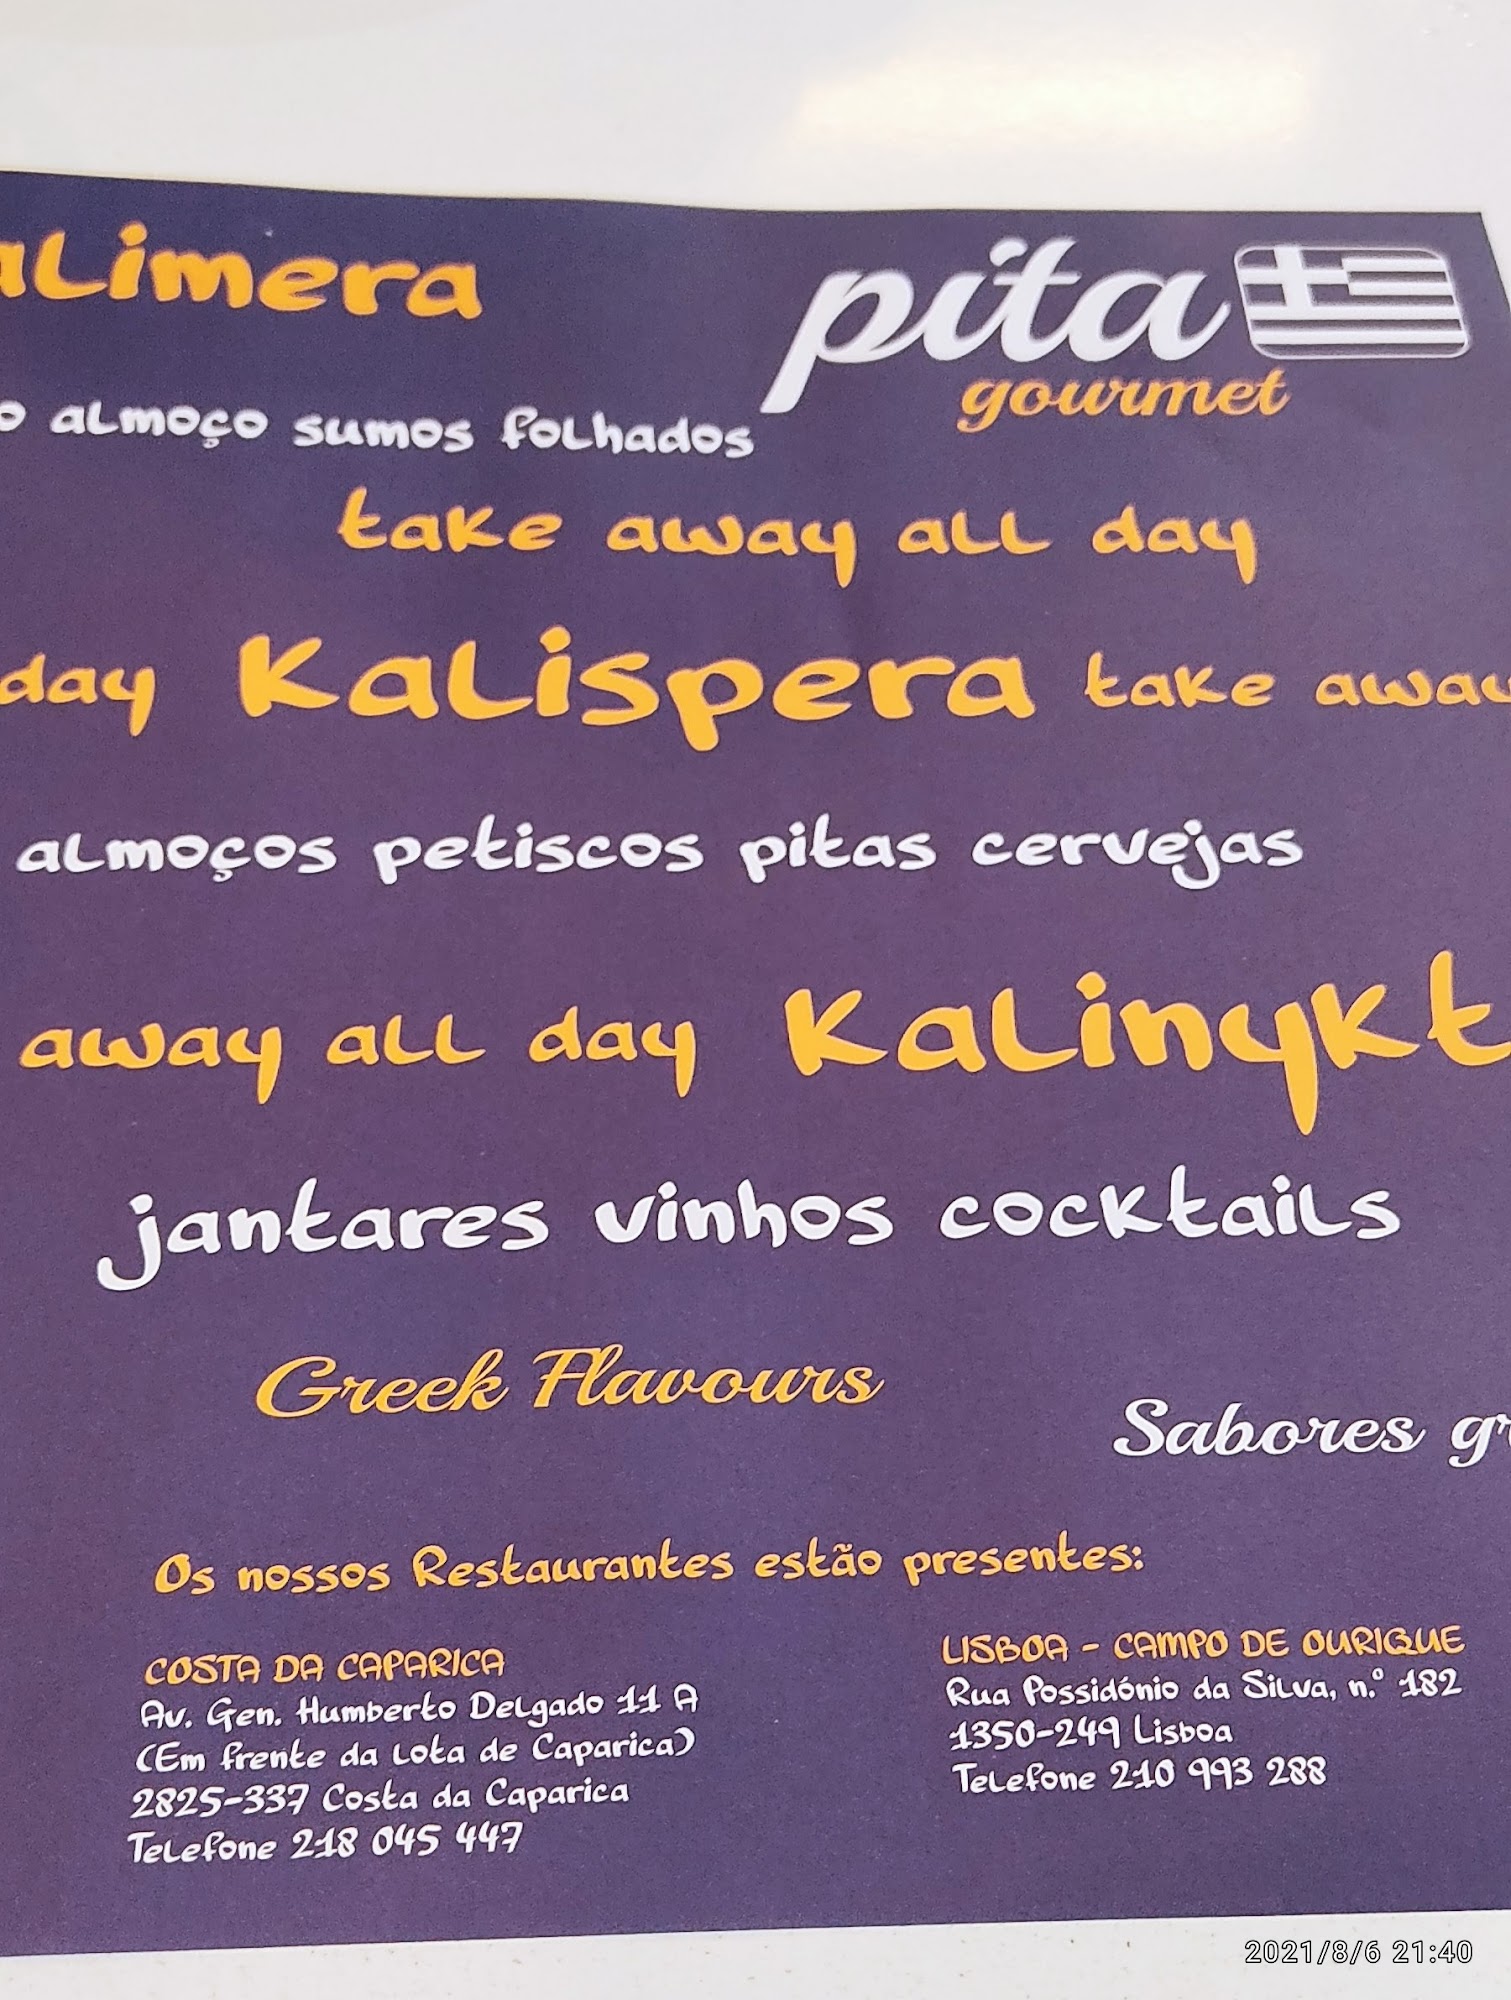 alimera
pita
gourmet
o almoço sumos folhados
take away all day
day Kalispera take away
almoços petiscos pitas cervejas
away all day Kalinykt
jantares vinhos cocktails
Greek Flavours
Sabores gr
Os nossos Restaurantes estão presentes:
COSTA DA CAPARICA
Av. Gen. Humberto Delgado 11 A
(Em frente da lota de Caparica)
2825-337 Costa da Caparica
Telefone 218 045 447
LISBOA - CAMPO DE OURIQUE
Rua Possidónio da Silva, n.º 182
1350-249 Lisboa
Telefone 210 993 288
2021/8/6 21:40